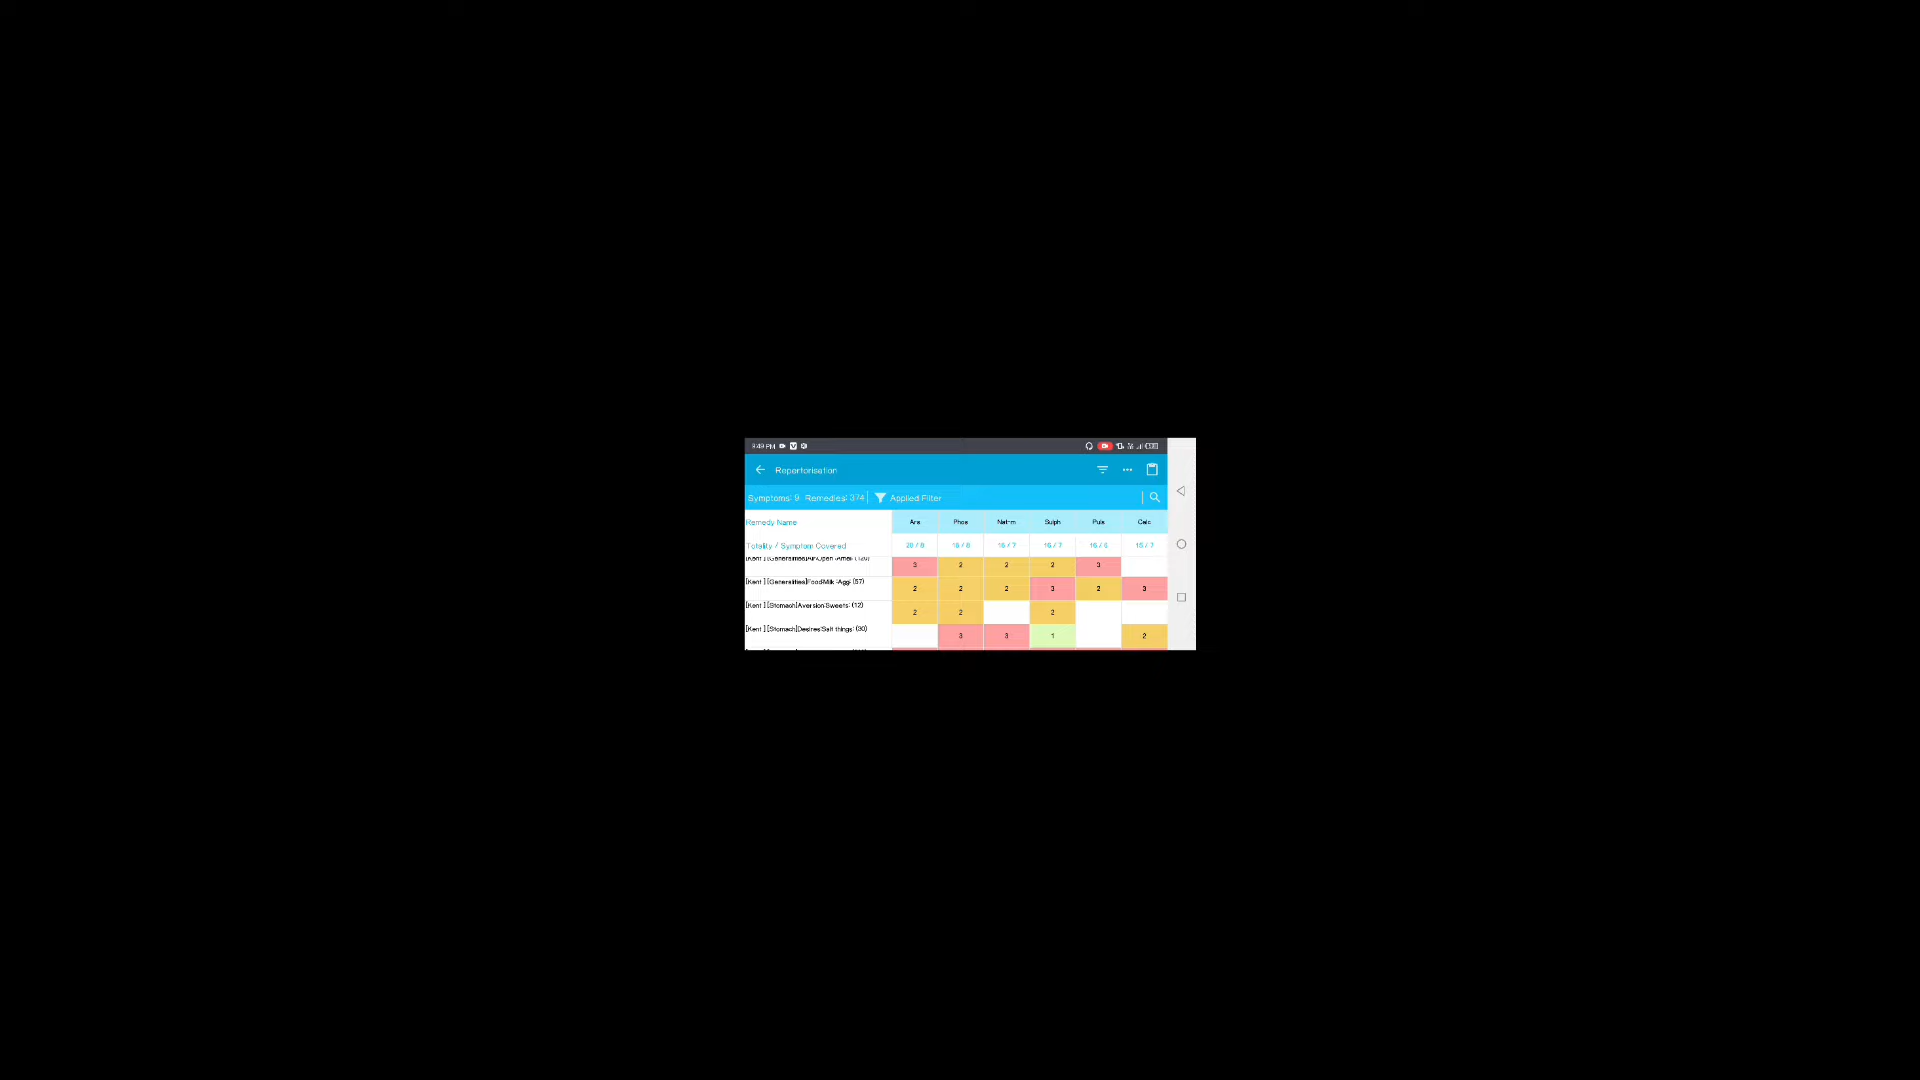 9:49 PM
Repertorisation
Symptoms: 9 Remedies: 374 Applied Filter
Remedy Name Ars Phos Nat-m Sulph Puls Calc
Totality / Symptom Covered 20 / 8 18 / 8 16 / 7 16 / 7 16 / 6 15 / 7
3 2 2 2 3
[Kent ] [Generalities]Food:Milk :Agg: (57) 2 2 2 3 2 3
[Kent ] [Stomach]Aversion:Sweets: (12) 2 2 2
[Kent ] [Stomach]Desires:Salt things: (30) 3 3 1 2